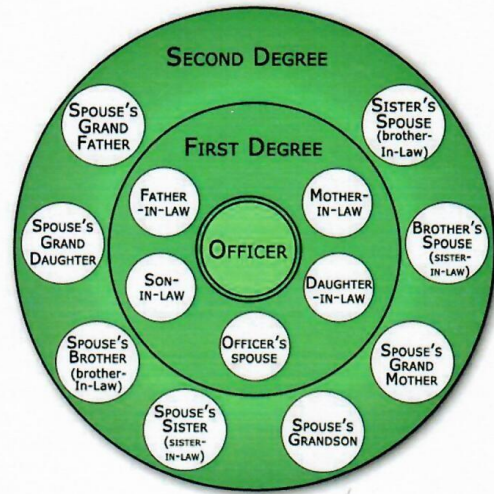 SECOND DEGREE
SPOUSE'S
GRAND
FATHER
SISTER'S
SPOUSE
(brother-
In-Law)
FIRST DEGREE
FATHER
-IN-LAW
MOTHER-
IN-LAW
SPOUSE'S
GRAND
DAUGHTER
OFFICER
BROTHER'S
SPOUSE
(SISTER-
IN-LAW)
SON-
IN-LAW
DAUGHTER
-IN-LAW
SPOUSE'S
BROTHER
(brother-
In-Law)
OFFICER'S
SPOUSE
SPOUSE'S
GRAND
MOTHER
SPOUSE'S
SISTER
(SISTER-
IN-LAW)
SPOUSE'S
GRANDSON